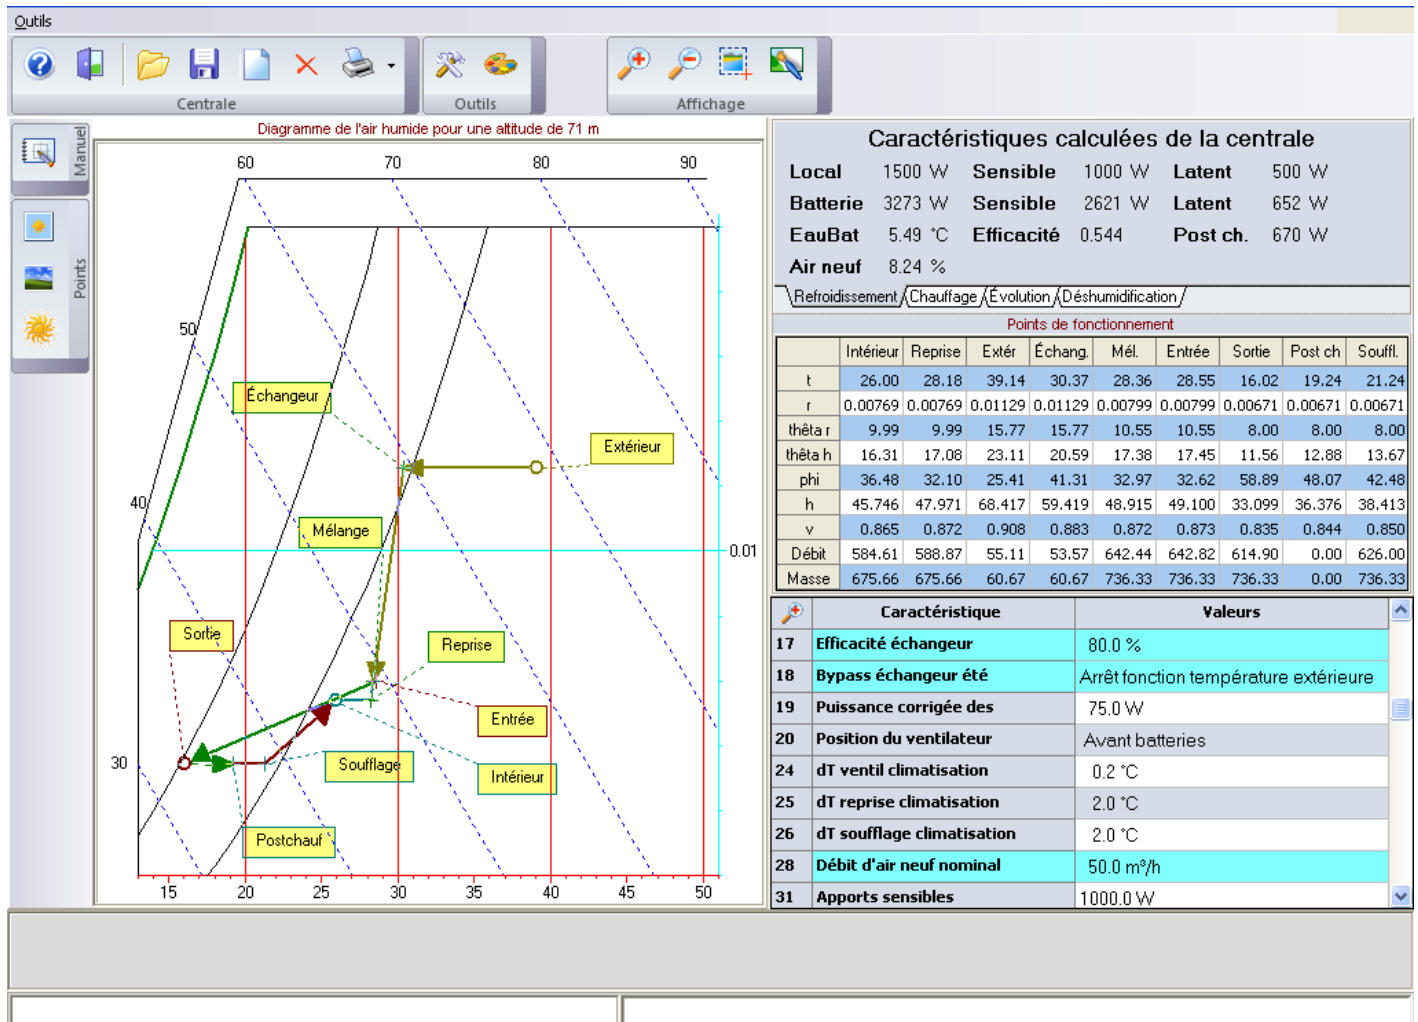 Outils
Centrale
Outils
Affichage
Manuel
Points
Diagramme de l'air humide pour une altitude de 71 m
60 70 80 90
50
40
30
0.01
Échangeur
Extérieur
Mélange
Sortie
Reprise
Entrée
Soufflage
Intérieur
Postchauf
15 20 25 30 35 40 45 50
Caractéristiques calculées de la centrale
Local 1500 W Sensible 1000 W Latent 500 W
Batterie 3273 W Sensible 2621 W Latent 652 W
EauBat 5.49 °C Efficacité 0.544 Post ch. 670 W
Air neuf 8.24 %
Refroidissement Chauffage Évolution Déshumidification
Points de fonctionnement
Intérieur Reprise Extér Échang. Mél. Entrée Sortie Post ch Souffl.
t 26.00 28.18 39.14 30.37 28.36 28.55 16.02 19.24 21.24
r 0.00769 0.00769 0.01129 0.01129 0.00799 0.00799 0.00671 0.00671 0.00671
thêta r 9.99 9.99 15.77 15.77 10.55 10.55 8.00 8.00 8.00
thêta h 16.31 17.08 23.11 20.59 17.38 17.45 11.56 12.88 13.67
phi 36.48 32.10 25.41 41.31 32.97 32.62 58.89 48.07 42.48
h 45.746 47.971 68.417 59.419 48.915 49.100 33.099 36.376 38.413
v 0.865 0.872 0.908 0.883 0.872 0.873 0.835 0.844 0.850
Débit 584.61 588.87 55.11 53.57 642.44 642.82 614.90 0.00 626.00
Masse 675.66 675.66 60.67 60.67 736.33 736.33 736.33 0.00 736.33
Caractéristique Valeurs
17 Efficacité échangeur 80.0 %
18 Bypass échangeur été Arrêt fonction température extérieure
19 Puissance corrigée des 75.0 W
20 Position du ventilateur Avant batteries
24 dT ventil climatisation 0.2 °C
25 dT reprise climatisation 2.0 °C
26 dT soufflage climatisation 2.0 °C
28 Débit d'air neuf nominal 50.0 m³/h
31 Apports sensibles 1000.0 W